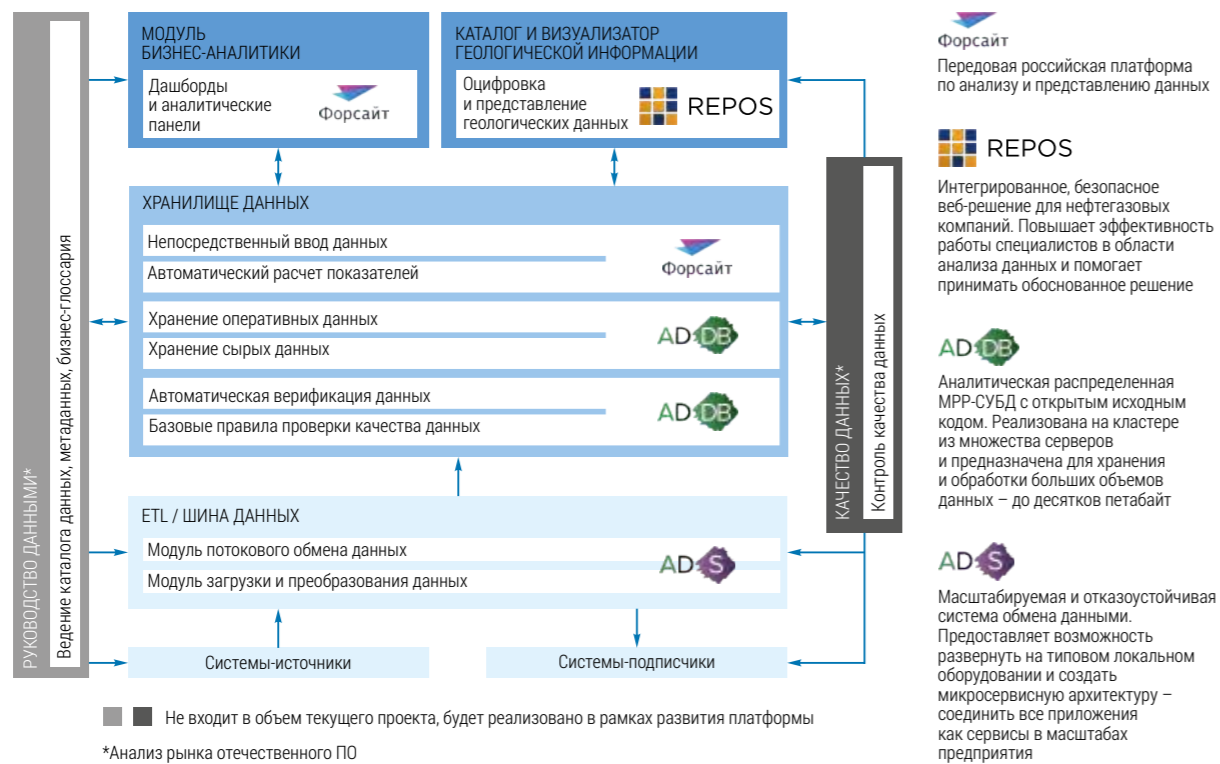 РУКОВОДСТВО ДАННЫМИ*
Ведение каталога данных, метаданных, бизнес-глоссария
МОДУЛЬ
БИЗНЕС-АНАЛИТИКИ
Дашборды
и аналитические
панели
Форсайт
КАТАЛОГ И ВИЗУАЛИЗАТОР
ГЕОЛОГИЧЕСКОЙ ИНФОРМАЦИИ
Оцифровка
и представление
геологических данных
REPOS
ХРАНИЛИЩЕ ДАННЫХ
Непосредственный ввод данных
Автоматический расчет показателей
Форсайт
Хранение оперативных данных
Хранение сырых данных
ADDB
Автоматическая верификация данных
Базовые правила проверки качества данных
ADDB
ETL / ШИНА ДАННЫХ
Модуль потокового обмена данных
Модуль загрузки и преобразования данных
ADS
Системы-источники
Системы-подписчики
КАЧЕСТВО ДАННЫХ*
Контроль качества данных
Не входит в объем текущего проекта, будет реализовано в рамках развития платформы
*Анализ рынка отечественного ПО
Форсайт
Передовая российская платформа
по анализу и представлению данных
REPOS
Интегрированное, безопасное
веб-решение для нефтегазовых
компаний. Повышает эффективность
работы специалистов в области
анализа данных и помогает
принимать обоснованное решение
ADDB
Аналитическая распределенная
МРР-СУБД с открытым исходным
кодом. Реализована на кластере
из множества серверов
и предназначена для хранения
и обработки больших объемов
данных – до десятков петабайт
ADS
Масштабируемая и отказоустойчивая
система обмена данными.
Предоставляет возможность
развернуть на типовом локальном
оборудовании и создать
микросервисную архитектуру –
соединить все приложения
как сервисы в масштабах
предприятия